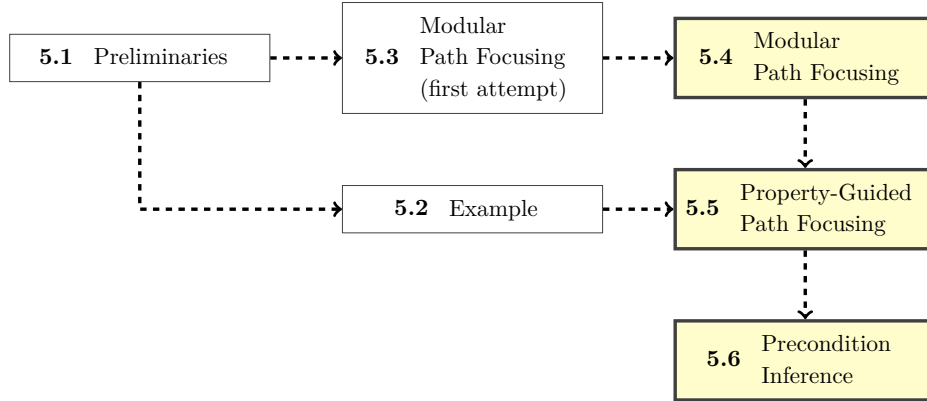 5.1 Preliminaries
5.3 Modular
Path Focusing
(first attempt)
5.4 Modular
Path Focusing
5.2 Example
5.5 Property-Guided
Path Focusing
5.6 Precondition
Inference